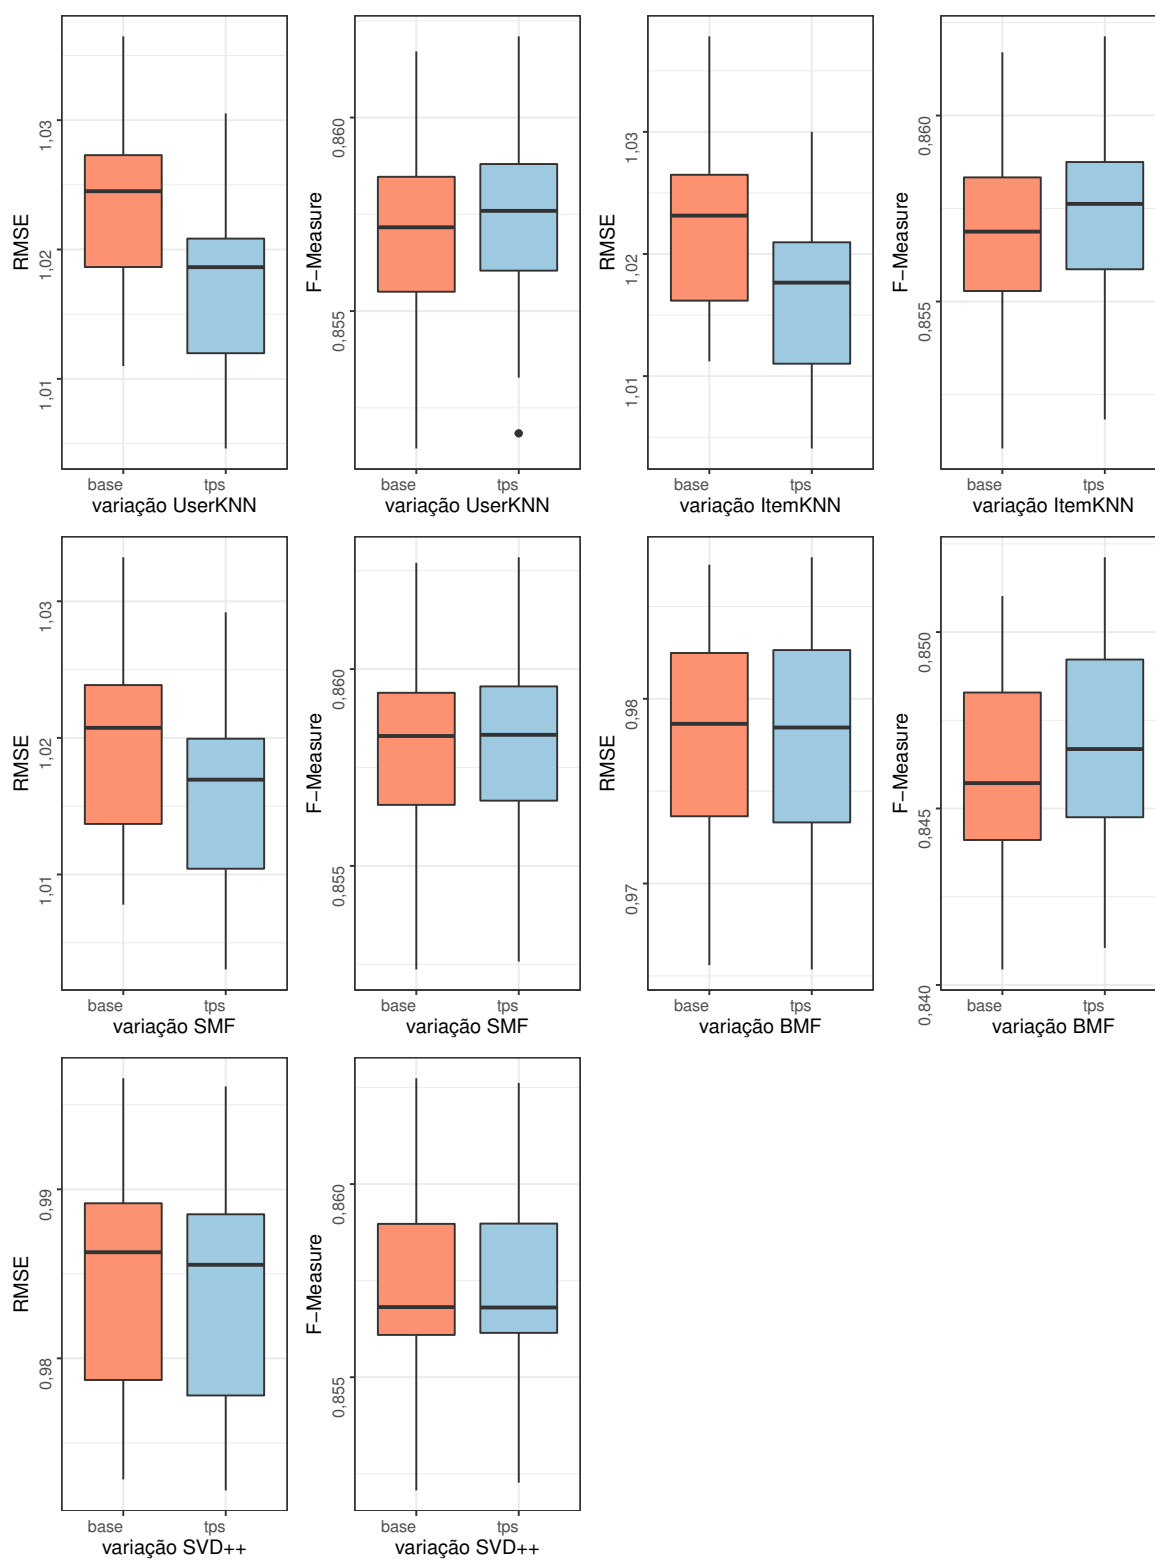 RMSE
1,03
1,02
1,01
base
tps
variação UserKNN
F−Measure
0,860
0,855
base
tps
variação UserKNN
RMSE
1,03
1,02
1,01
base
tps
variação ItemKNN
F−Measure
0,860
0,855
base
tps
variação ItemKNN
RMSE
1,03
1,02
1,01
base
tps
variação SMF
F−Measure
0,860
0,855
base
tps
variação SMF
RMSE
0,98
0,97
base
tps
variação BMF
F−Measure
0,850
0,845
0,840
base
tps
variação BMF
RMSE
0,99
0,98
base
tps
variação SVD++
F−Measure
0,860
0,855
base
tps
variação SVD++